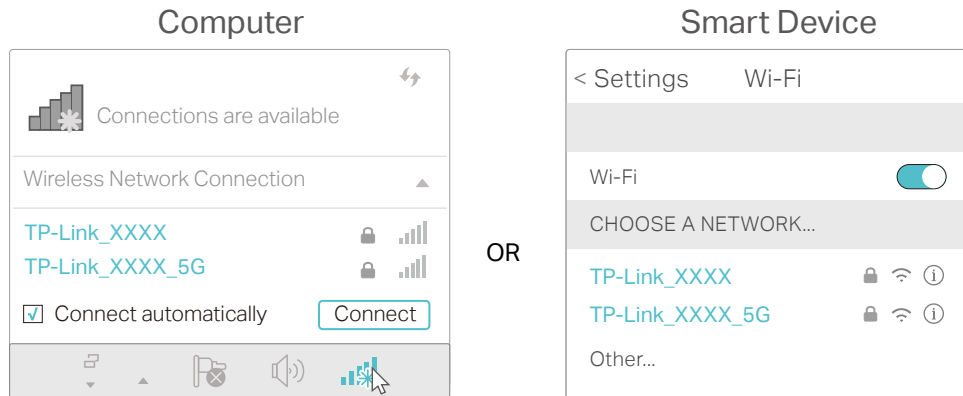 Computer
Connections are available
Wireless Network Connection
TP-Link_XXXX
TP-Link_XXXX_5G
Connect automatically
Connect
OR
Smart Device
< Settings Wi-Fi
Wi-Fi
CHOOSE A NETWORK...
TP-Link_XXXX
TP-Link_XXXX_5G
Other...